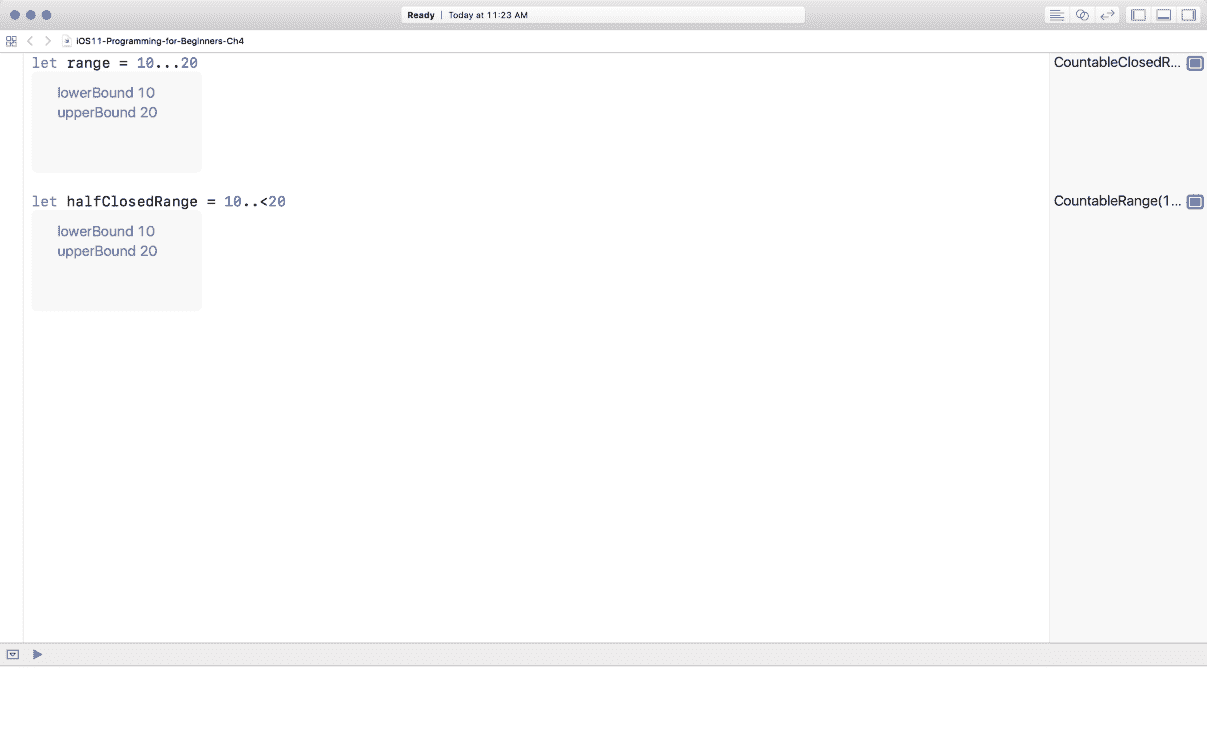 Ready | Today at 11:23 AM
iOS11-Programming-for-Beginners-Ch4
let range = 10...20
CountableClosedR...
lowerBound 10
upperBound 20
let halfClosedRange = 10..<20
CountableRange(1...
lowerBound 10
upperBound 20